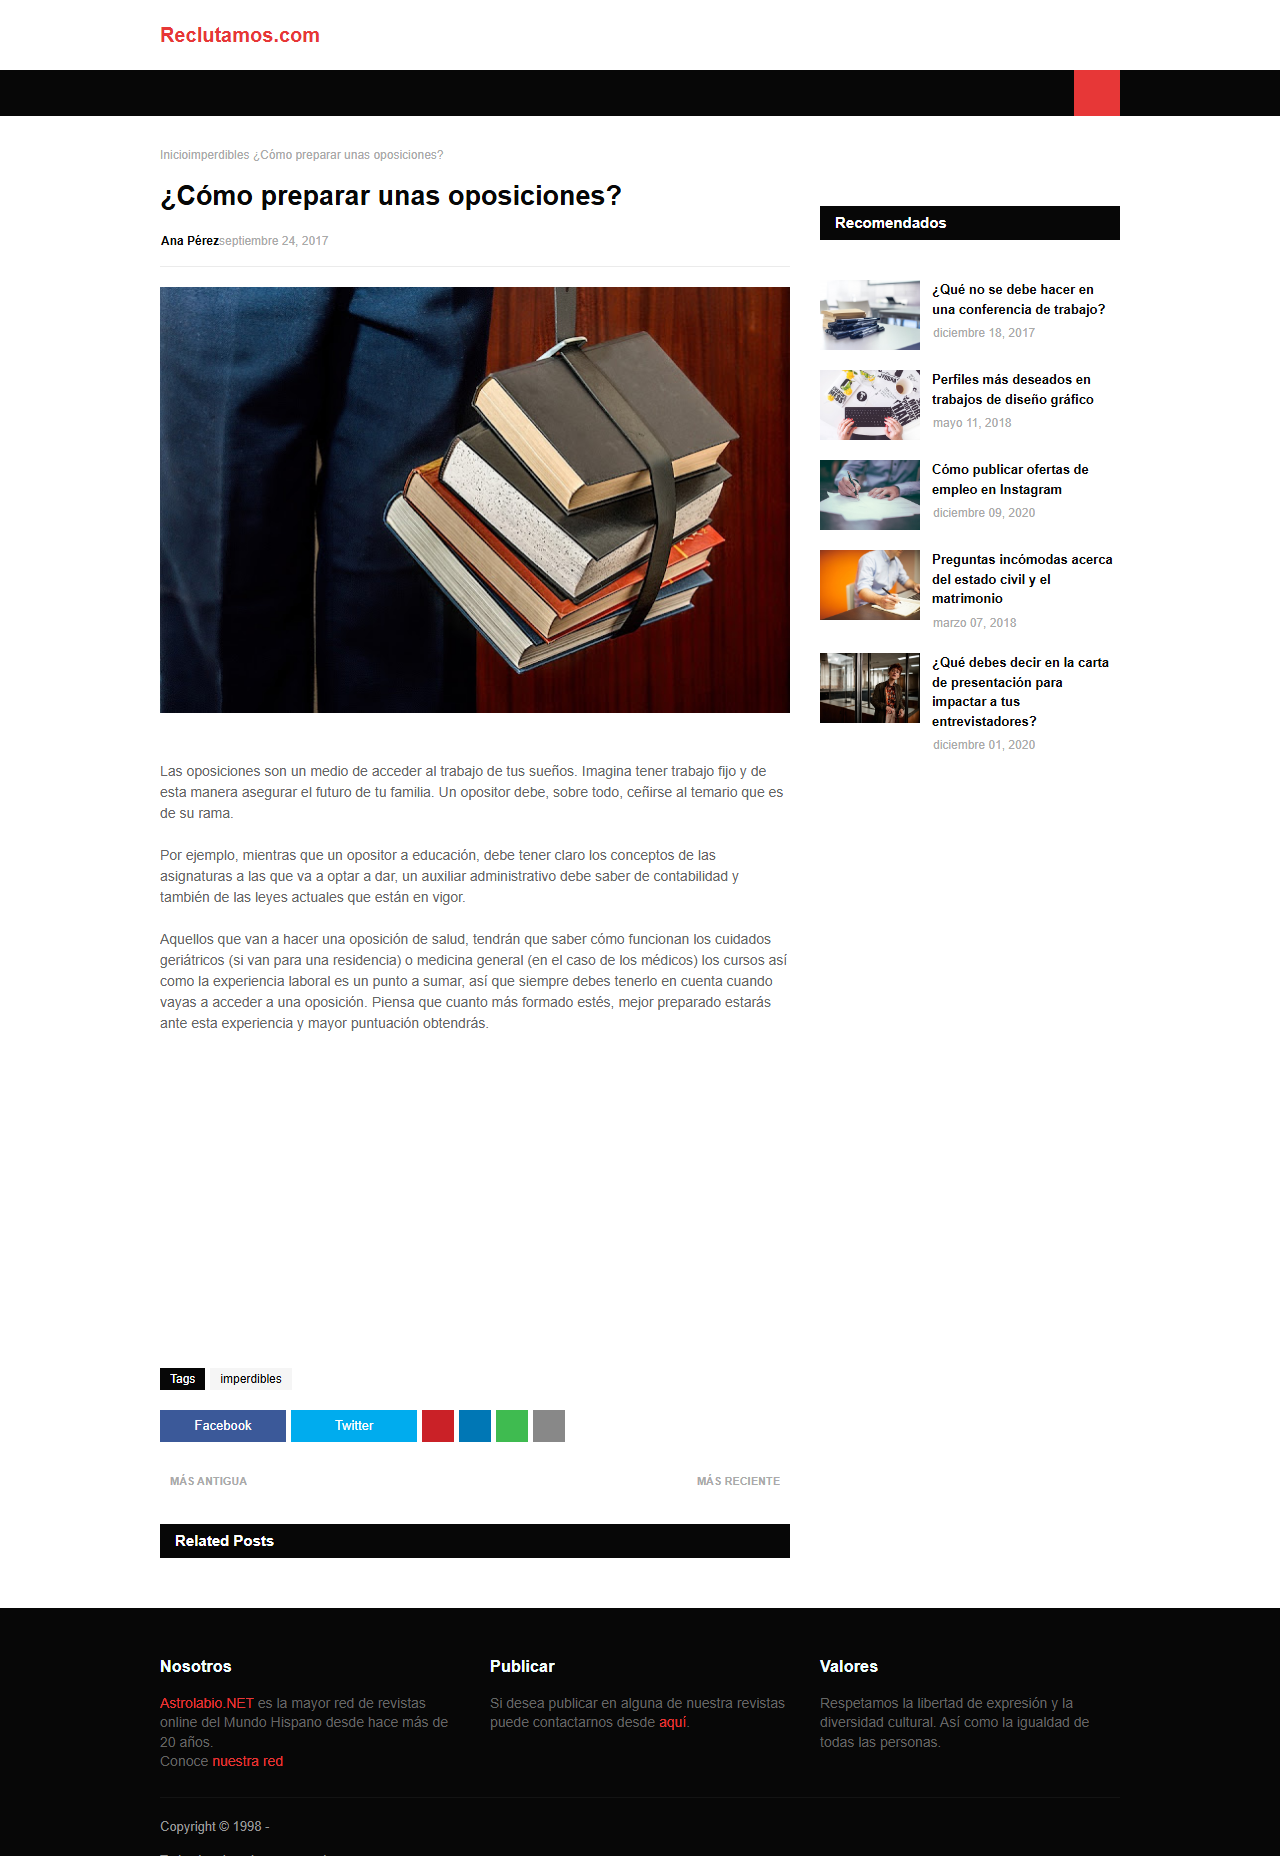 Reclutamos.com
Inicioimperdibles ¿Cómo preparar unas oposiciones?
¿Cómo preparar unas oposiciones?
Ana Pérezseptiembre 24, 2017
Las oposiciones son un medio de acceder al trabajo de tus sueños. Imagina tener trabajo fijo y de
esta manera asegurar el futuro de tu familia. Un opositor debe, sobre todo, ceñirse al temario que es
de su rama.
Por ejemplo, mientras que un opositor a educación, debe tener claro los conceptos de las
asignaturas a las que va a optar a dar, un auxiliar administrativo debe saber de contabilidad y
también de las leyes actuales que están en vigor.
Aquellos que van a hacer una oposición de salud, tendrán que saber cómo funcionan los cuidados
geriátricos (si van para una residencia) o medicina general (en el caso de los médicos) los cursos así
como la experiencia laboral es un punto a sumar, así que siempre debes tenerlo en cuenta cuando
vayas a acceder a una oposición. Piensa que cuanto más formado estés, mejor preparado estarás
ante esta experiencia y mayor puntuación obtendrás.
Tags imperdibles
Facebook Twitter
MÁS ANTIGUA MÁS RECIENTE
Related Posts
Recomendados
¿Qué no se debe hacer en
una conferencia de trabajo?
diciembre 18, 2017
Perfiles más deseados en
trabajos de diseño gráfico
mayo 11, 2018
Cómo publicar ofertas de
empleo en Instagram
diciembre 09, 2020
Preguntas incómodas acerca
del estado civil y el
matrimonio
marzo 07, 2018
¿Qué debes decir en la carta
de presentación para
impactar a tus
entrevistadores?
diciembre 01, 2020
Nosotros
Astrolabio.NET es la mayor red de revistas
online del Mundo Hispano desde hace más de
20 años.
Conoce nuestra red
Publicar
Si desea publicar en alguna de nuestra revistas
puede contactarnos desde aquí.
Valores
Respetamos la libertad de expresión y la
diversidad cultural. Así como la igualdad de
todas las personas.
Copyright © 1998 -